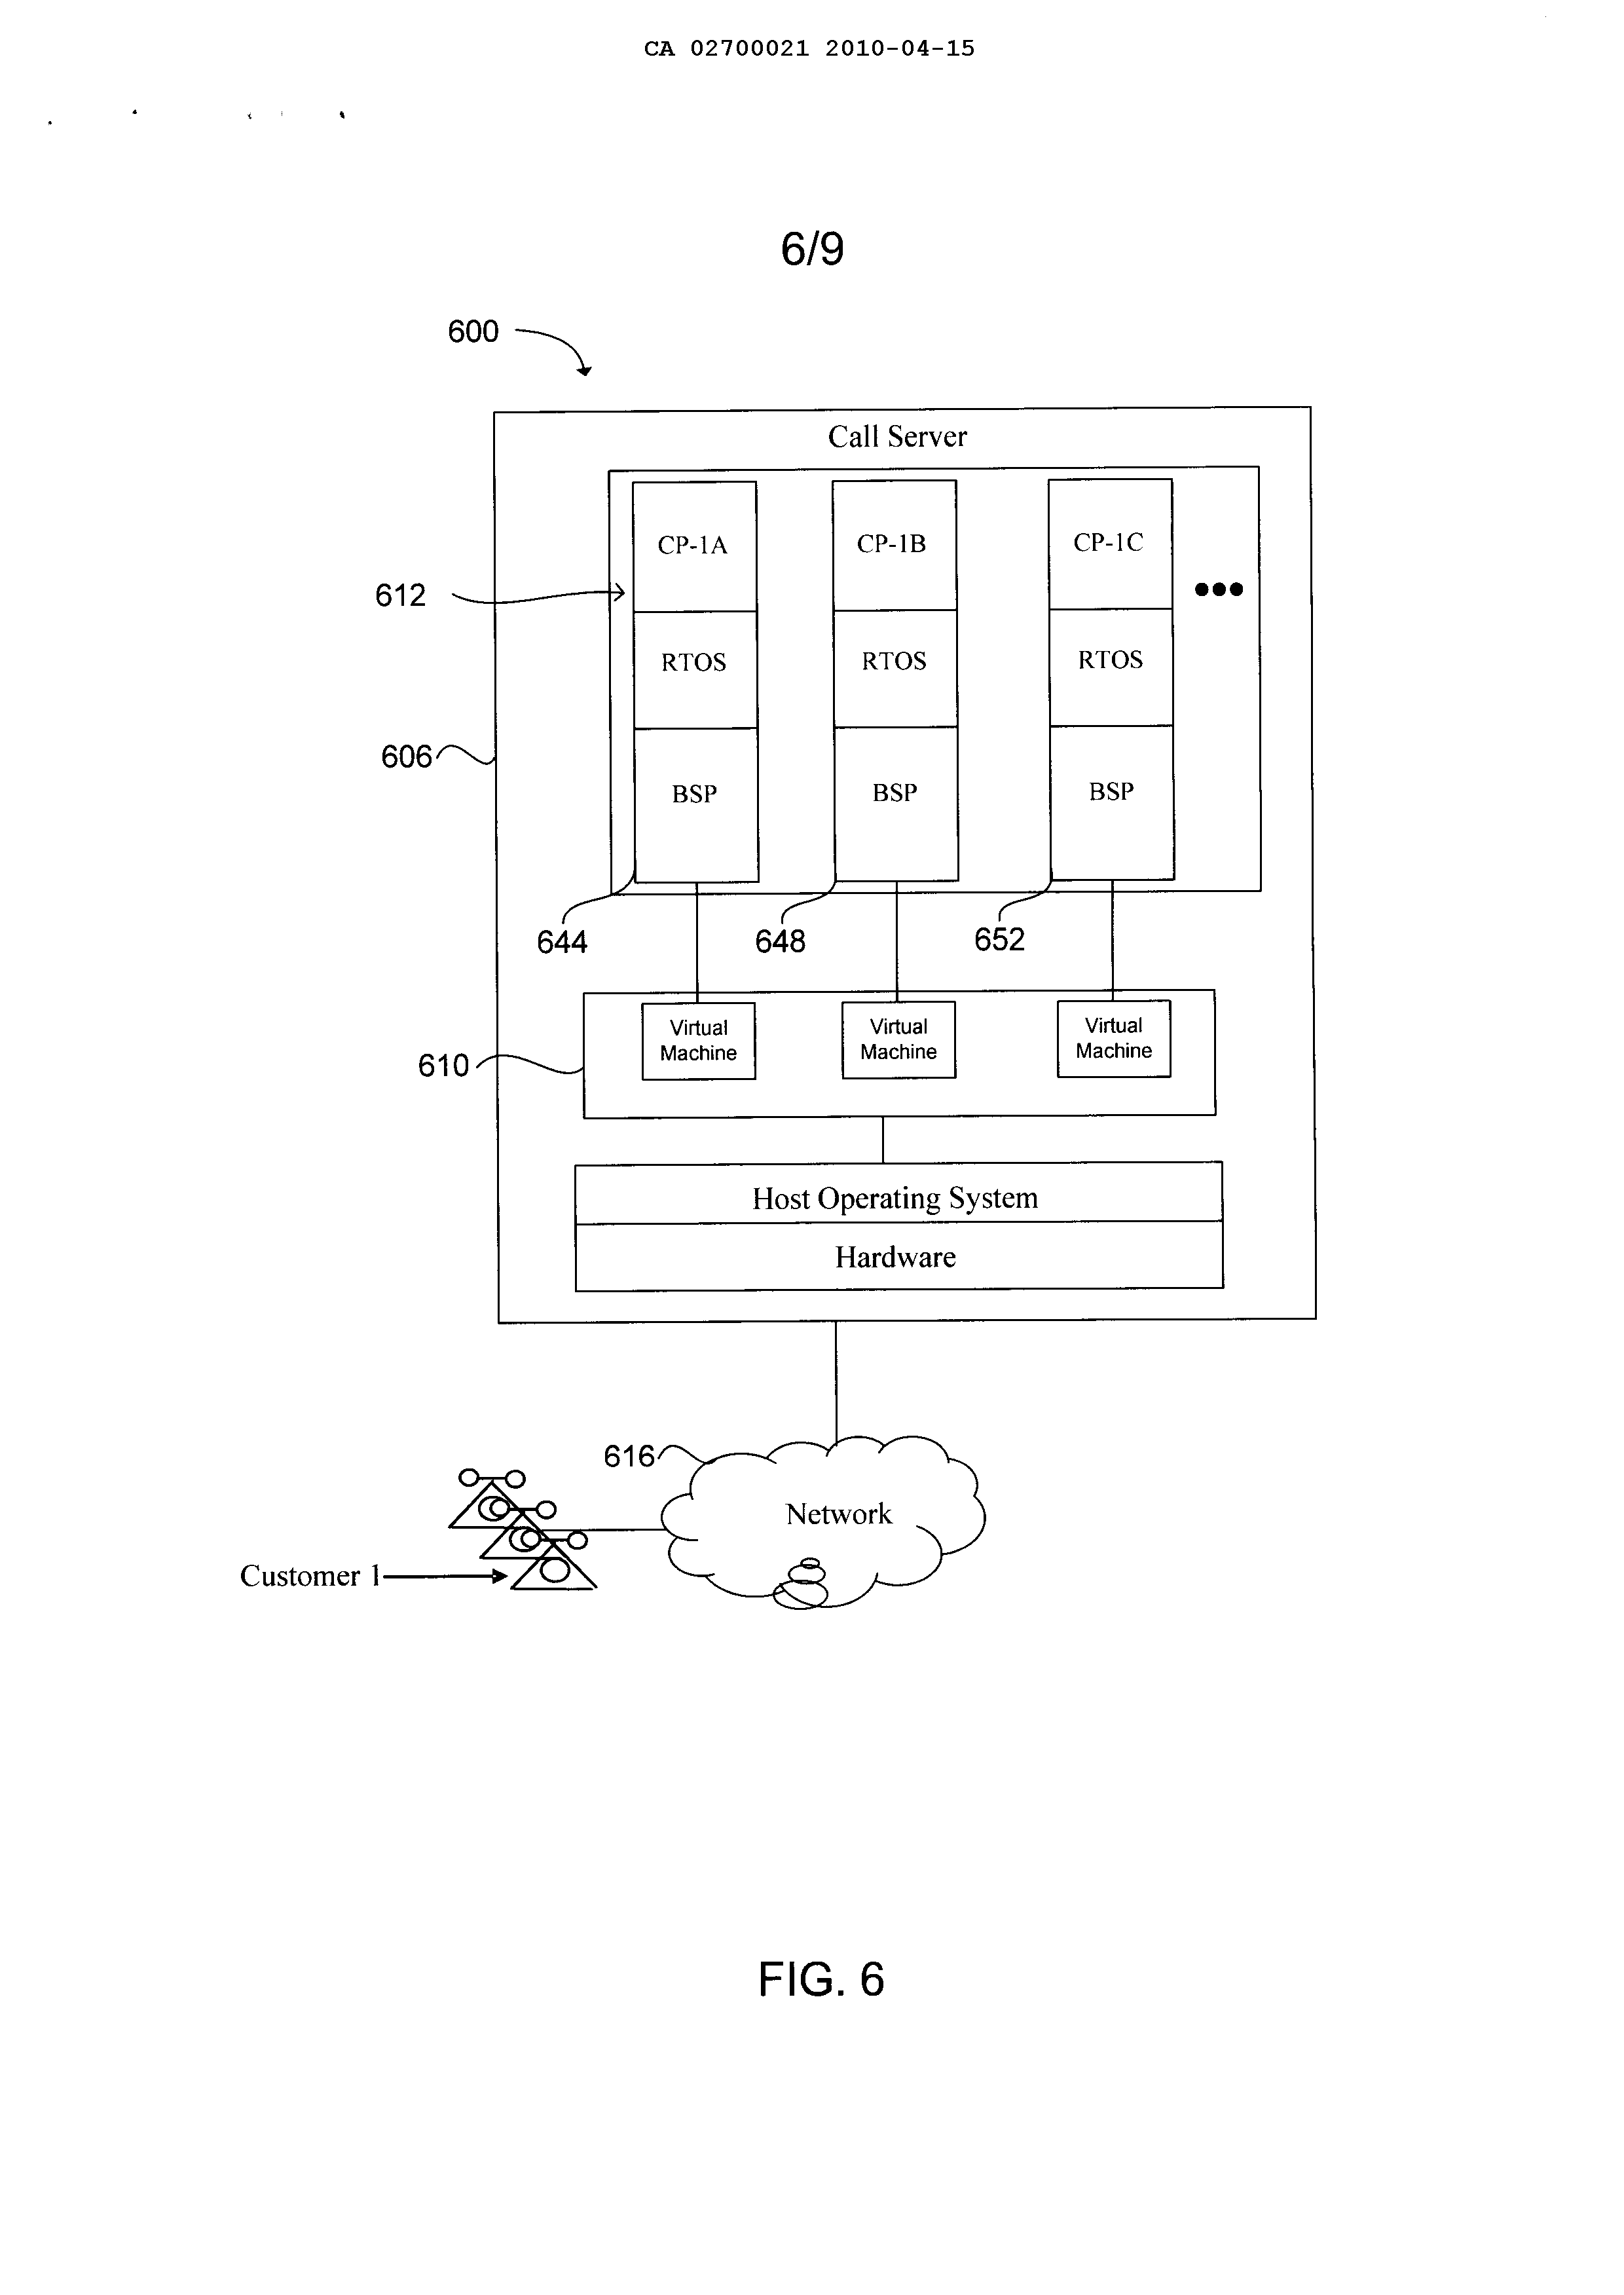 CA 02700021 2010-04-15
6/9
600
Call Server
CP-1A
CP-1B
CP-1C
612
RTOS
RTOS
RTOS
606
BSP
BSP
BSP
644
648
652
Virtual
Machine
Virtual
Machine
Virtual
Machine
610
Host Operating System
Hardware
616
Network
Customer 1
FIG. 6